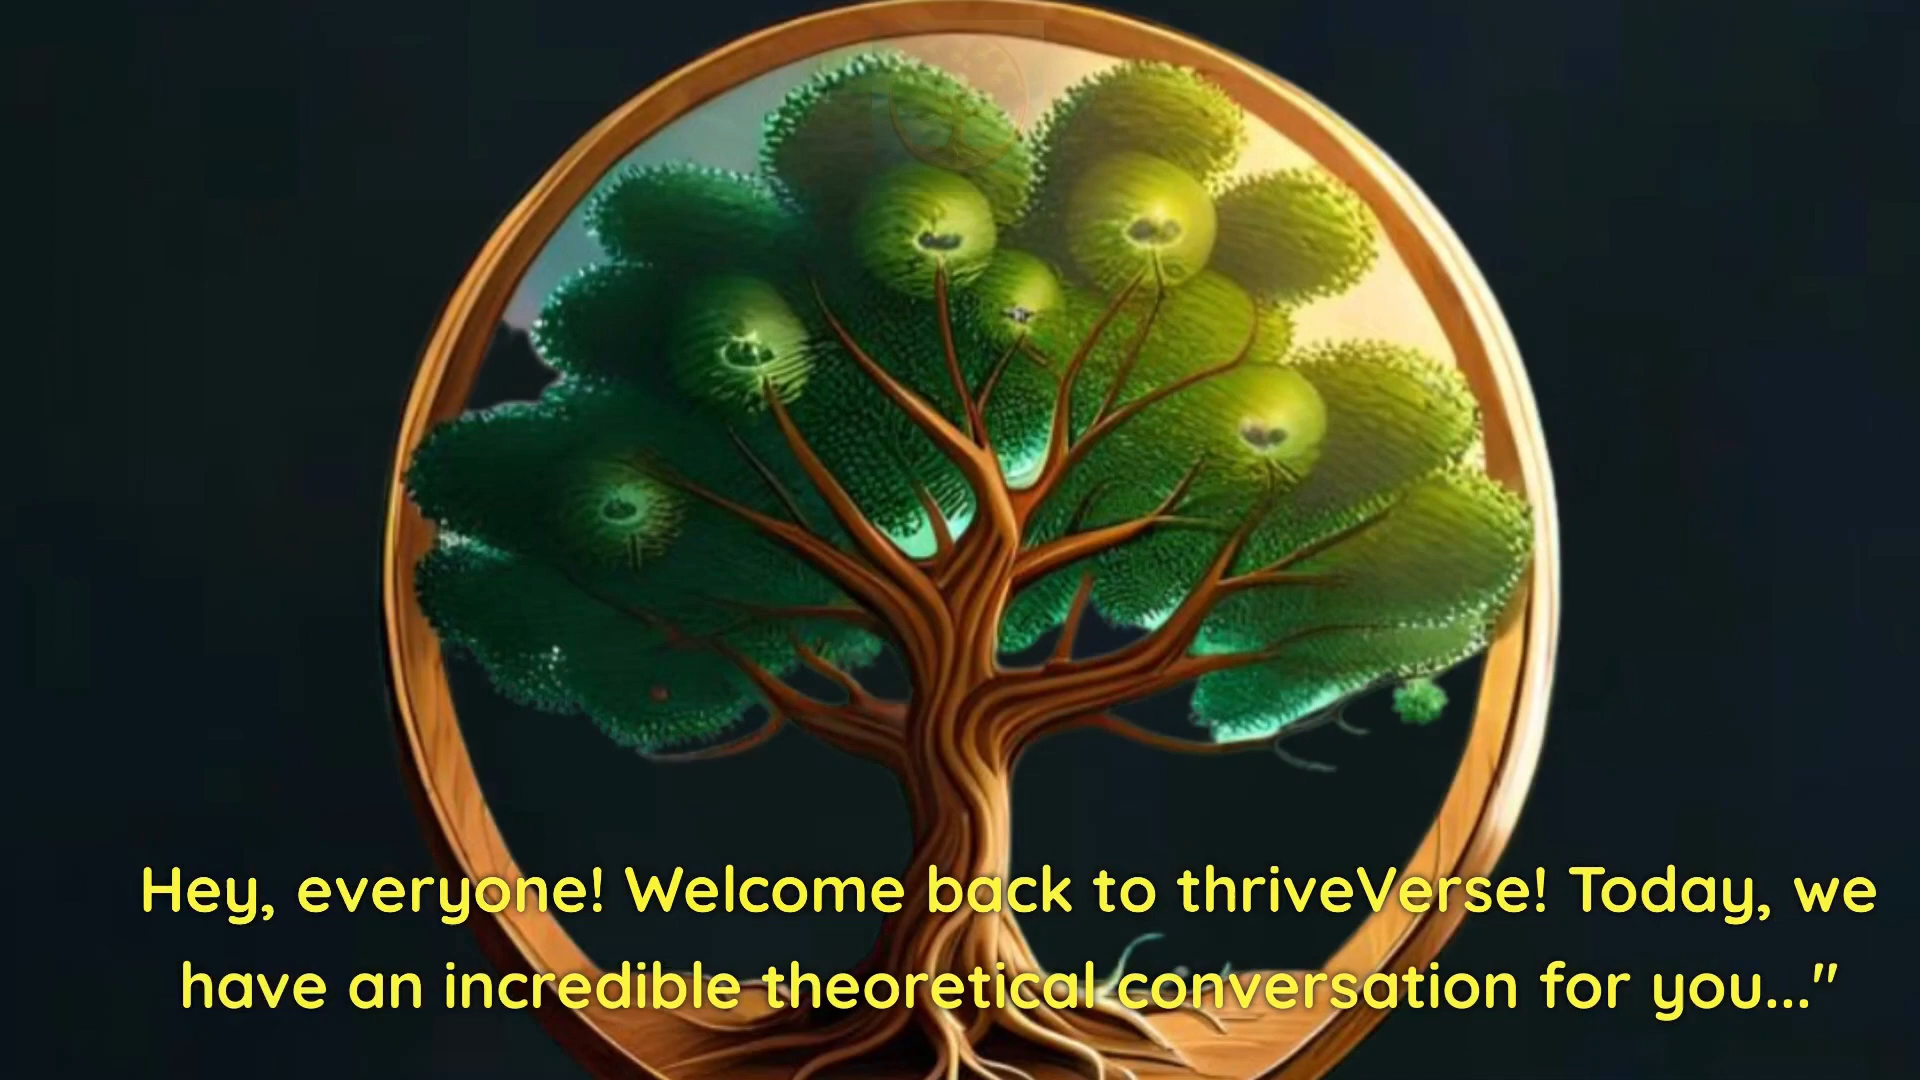 Hey, everyone! Welcome back to thriveVerse! Today, we
have an incredible theoretical conversation for you..."